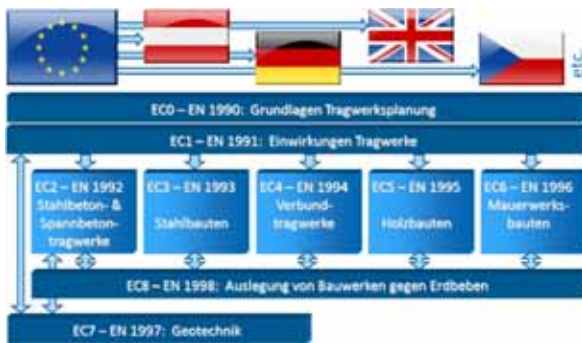 etc.
EC0 – EN 1990: Grundlagen Tragwerksplanung
EC1 – EN 1991: Einwirkungen Tragwerke
EC2 – EN 1992
Stahlbeton- &
Spannbeton-
tragwerke
EC3 – EN 1993
Stahlbauten
EC4 – EN 1994
Verbund-
tragwerke
EC5 – EN 1995
Holzbauten
EC6 – EN 1996
Mauerwerks-
bauten
EC8 – EN 1998: Auslegung von Bauwerken gegen Erdbeben
EC7 – EN 1997: Geotechnik